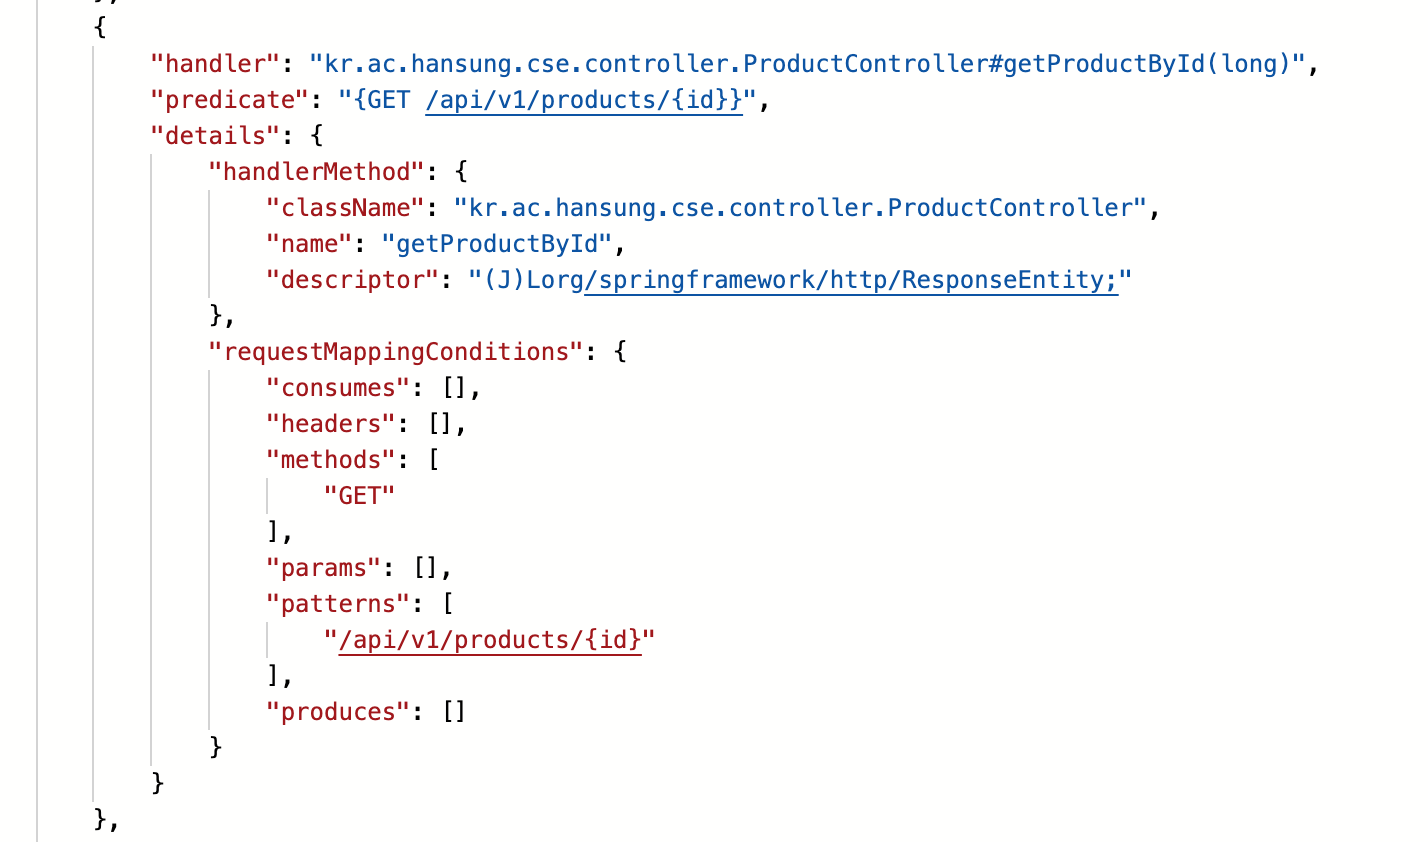 {
"handler": "kr.ac.hansung.cse.controller.ProductController#getProductById(long)",
"predicate": "{GET /api/v1/products/{id}}",
"details": {
"handlerMethod": {
"className": "kr.ac.hansung.cse.controller.ProductController",
"name": "getProductById",
"descriptor": "(J)Lorg/springframework/http/ResponseEntity;"
},
"requestMappingConditions": {
"consumes": [],
"headers": [],
"methods": [
"GET"
],
"params": [],
"patterns": [
"/api/v1/products/{id}"
],
"produces": []
}
}
},